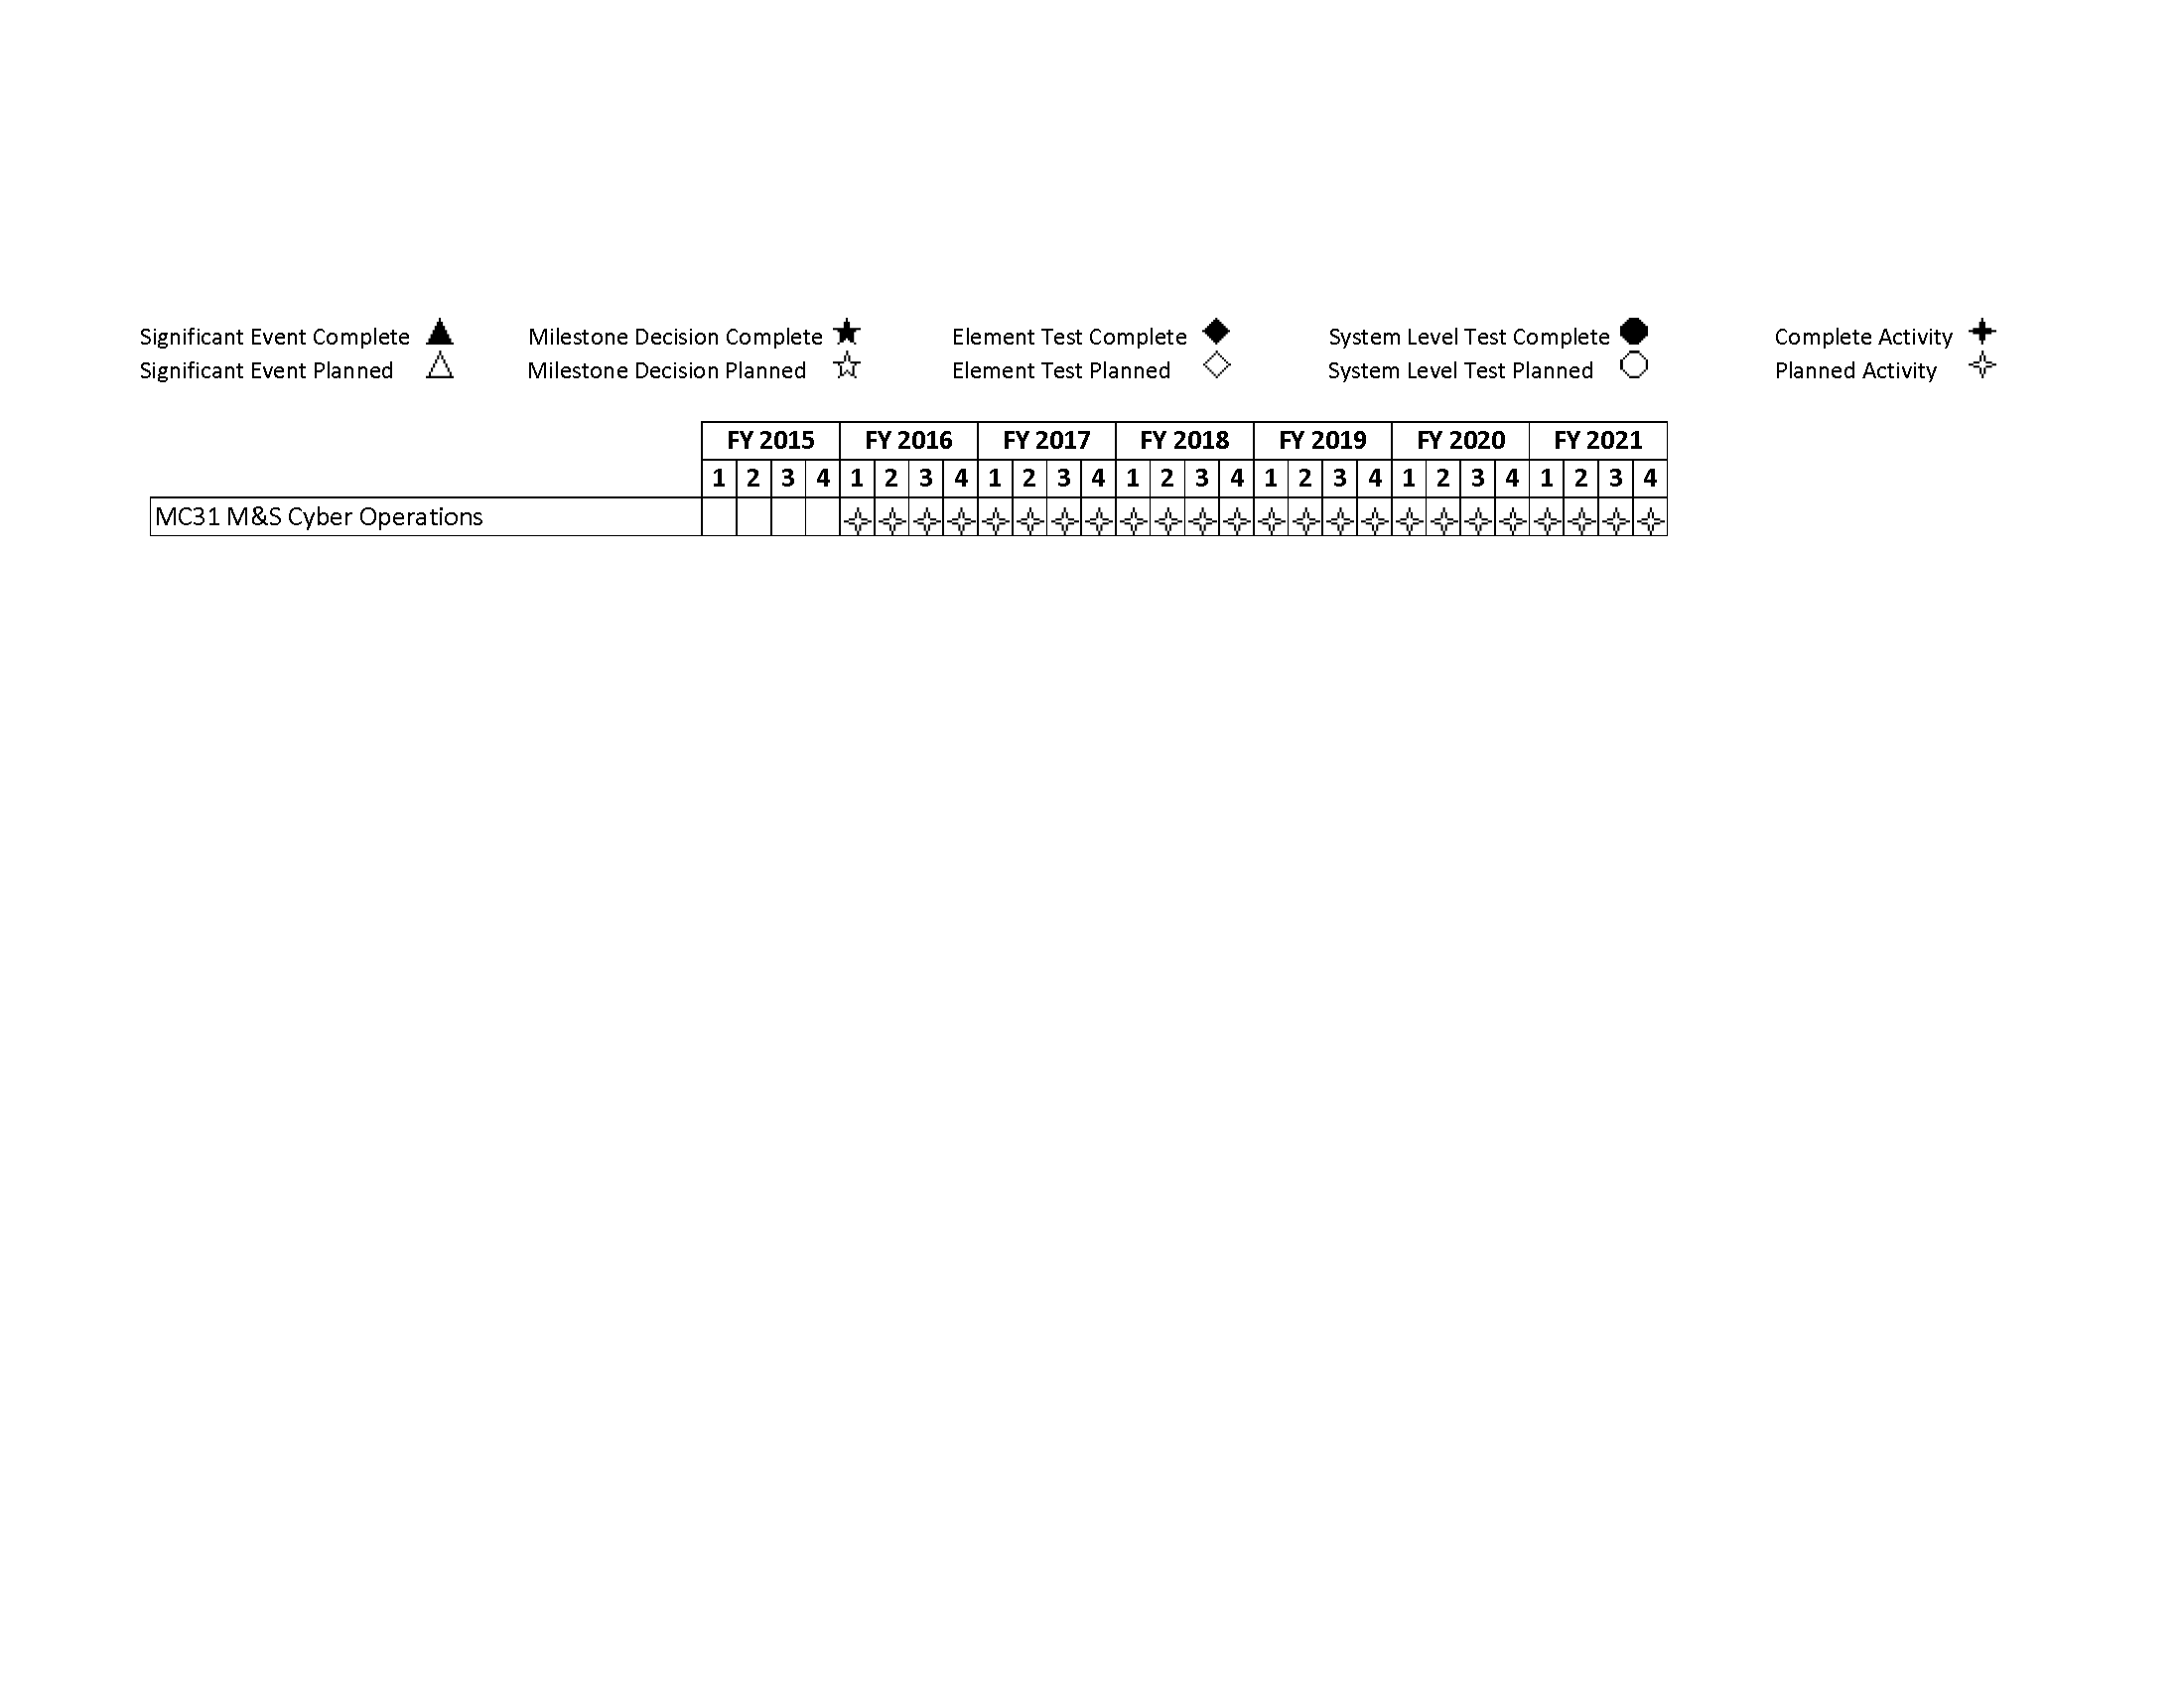 Significant Event Complete Milestone Decision Complete Element Test Complete System Level Test Complete Complete Activity
Significant Event Planned Milestone Decision Planned Element Test Planned System Level Test Planned Planned Activity
FY 2015 FY 2016 FY 2017 FY 2018 FY 2019 FY 2020 FY 2021
1 2 3 4 1 2 3 4 1 2 3 4 1 2 3 4 1 2 3 4 1 2 3 4 1 2 3 4
MC31 M&S Cyber Operations